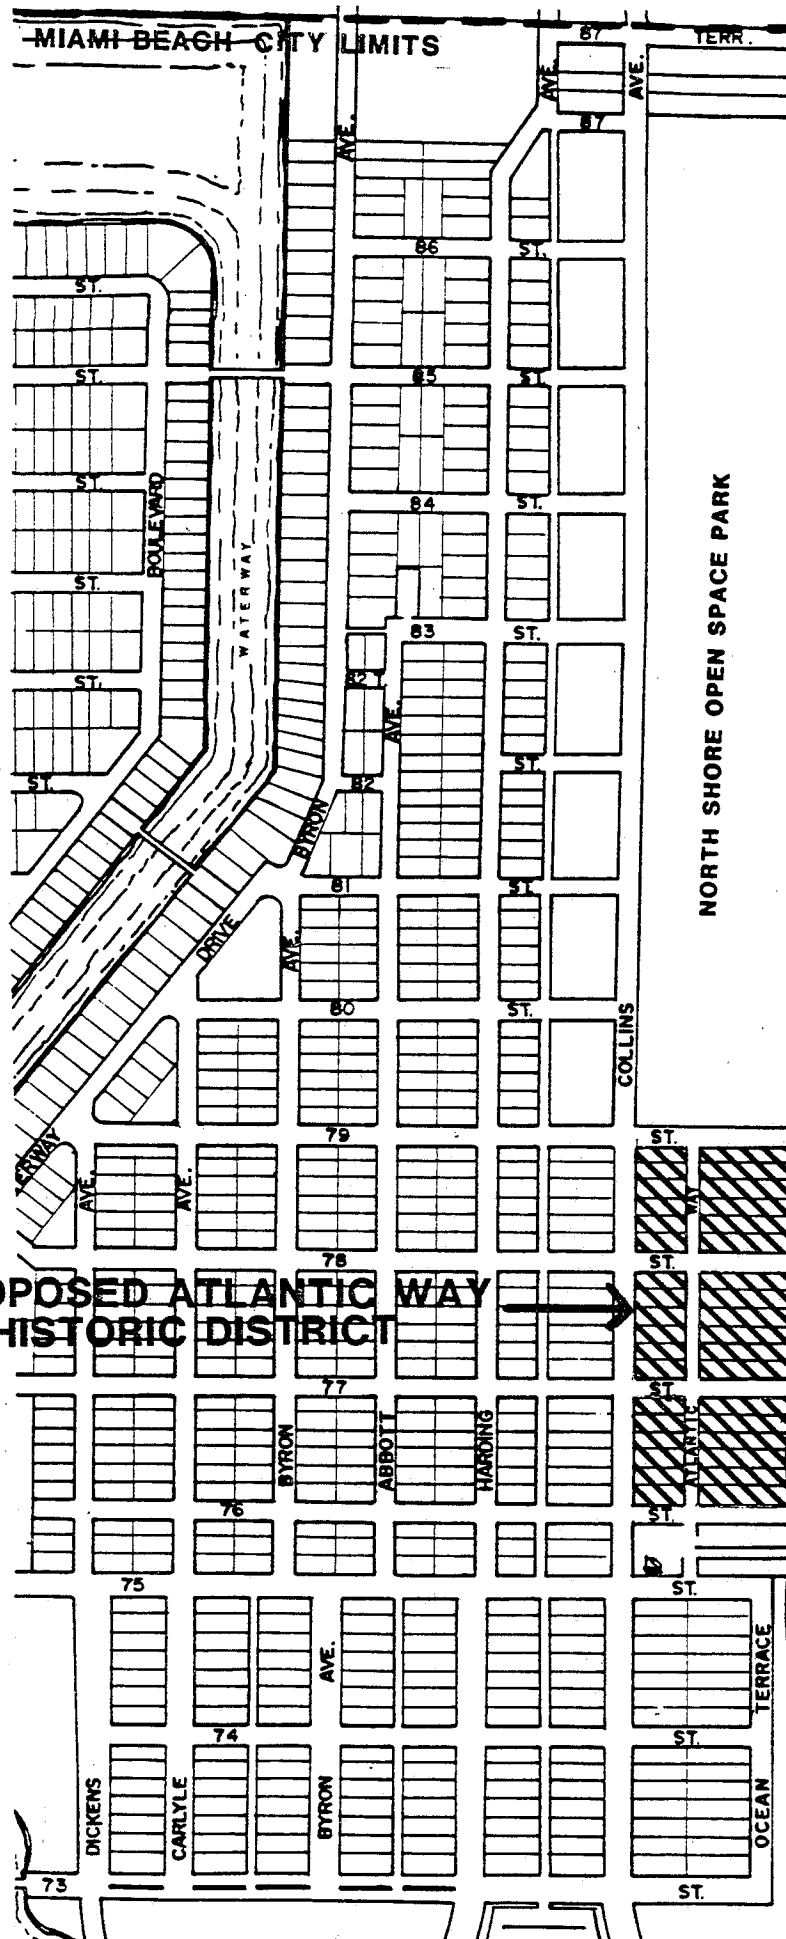 MIAMI BEACH CITY LIMITS
87 TERR.
AVE. AVE.
87
AVE.
86 ST.
ST.
85 ST.
ST.
BOULEVARD
ST.
84 ST.
WATERWAY
NORTH SHORE OPEN SPACE PARK
ST.
83 ST.
ST.
82 T.
AVE.
ST.
82
ST.
BYRON
81 ST.
DRIVE
AVE.
80 ST.
COLLINS
79 ST.
ERWAY
AVE. AVE.
WAY
78 ST.
OPOSED ATLANTIC WAY
HISTORIC DISTRICT
77 ST.
BYRON ABBOTT HARDING
ATLANTIC
76 ST.
75 ST.
AVE.
TERRACE
74 ST.
DICKENS CARLYLE BYRON
OCEAN
73 ST.